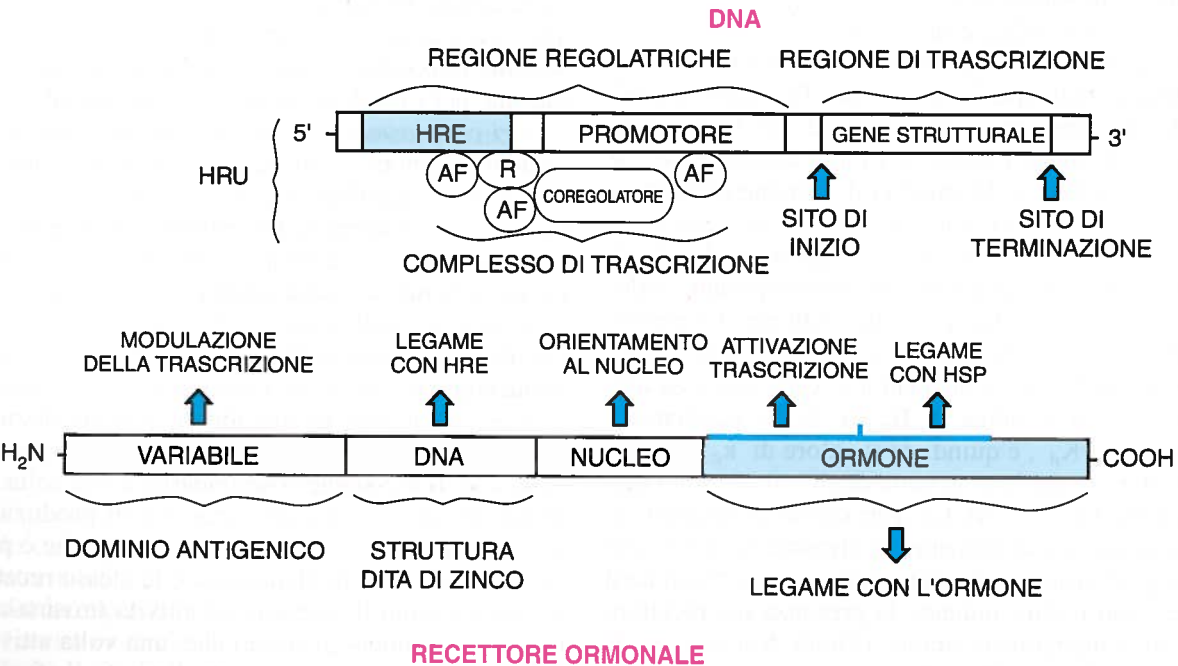 DNA
REGIONE REGOLATRICHE
REGIONE DI TRASCRIZIONE
HRU
5'
HRE
PROMOTORE
GENE STRUTTURALE
3'
AF
R
AF
COREGOLATORE
AF
SITO DI
INIZIO
SITO DI
TERMINAZIONE
COMPLESSO DI TRASCRIZIONE
MODULAZIONE
DELLA TRASCRIZIONE
LEGAME
CON HRE
ORIENTAMENTO
AL NUCLEO
ATTIVAZIONE
TRASCRIZIONE
LEGAME
CON HSP
H₂N
VARIABILE
DNA
NUCLEO
ORMONE
COOH
DOMINIO ANTIGENICO
STRUTTURA
DITA DI ZINCO
LEGAME CON L'ORMONE
RECETTORE ORMONALE